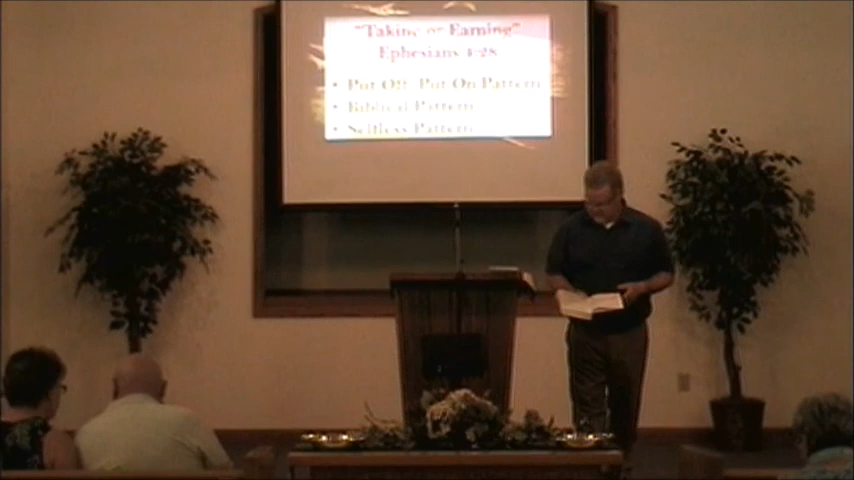 "Taking or Earning"
Ephesians 4:28
• Put Off/Put On Pattern
• Biblical Pattern
• Selfless Pattern